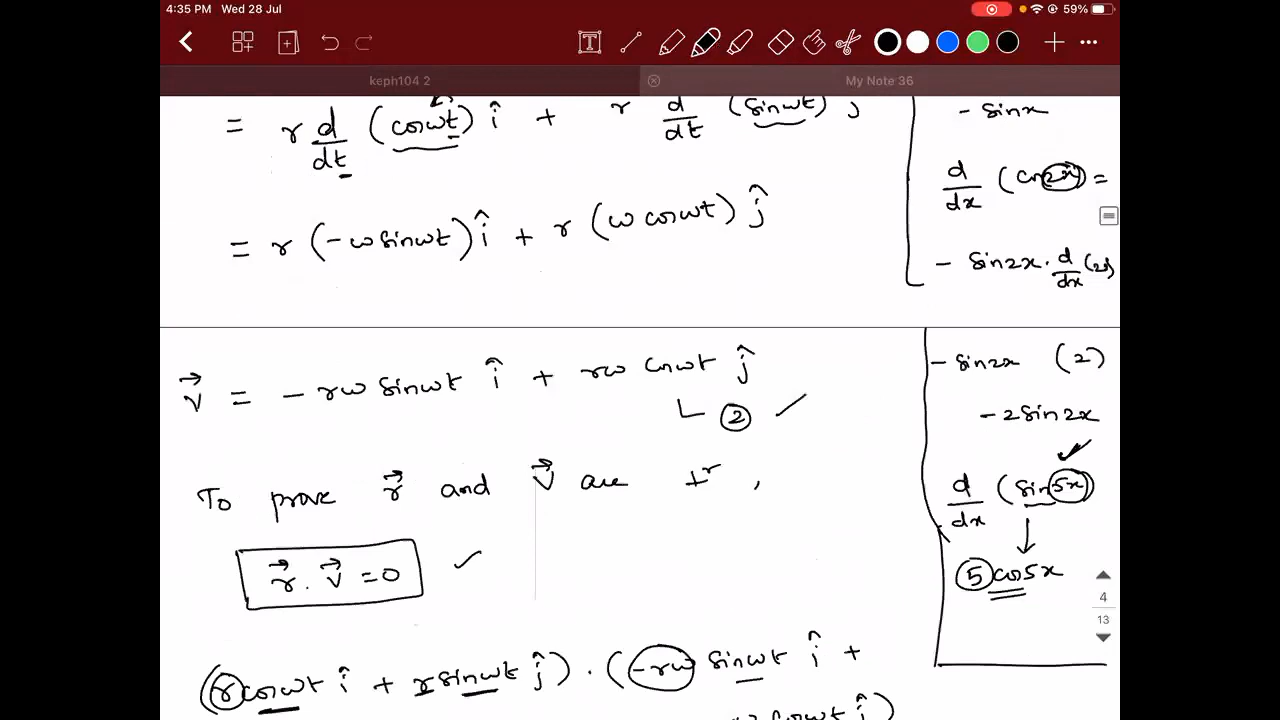 4:35 PM Wed 28 Jul
59%
keph104 2
My Note 36
= r d/dt (cosωt) î + r d/dt (sinωt) ĵ
= r (-ω sinωt) î + r (ω cosωt) ĵ
- sinx
d/dx (cos2x) =
- sin2x . d/dx (2x)
v⃗ = - rω sinωt î + rω cosωt ĵ
② ✓
To prove r⃗ and v⃗ are ⊥r ,
r⃗ . v⃗ = 0 ✓
(r cosωt î + r sinωt ĵ) . (-rω sinωt î +
cosωt ĵ)
- sin2x (2)
- 2sin2x
d/dx (sin5x)
↓
5 cos5x
4
13